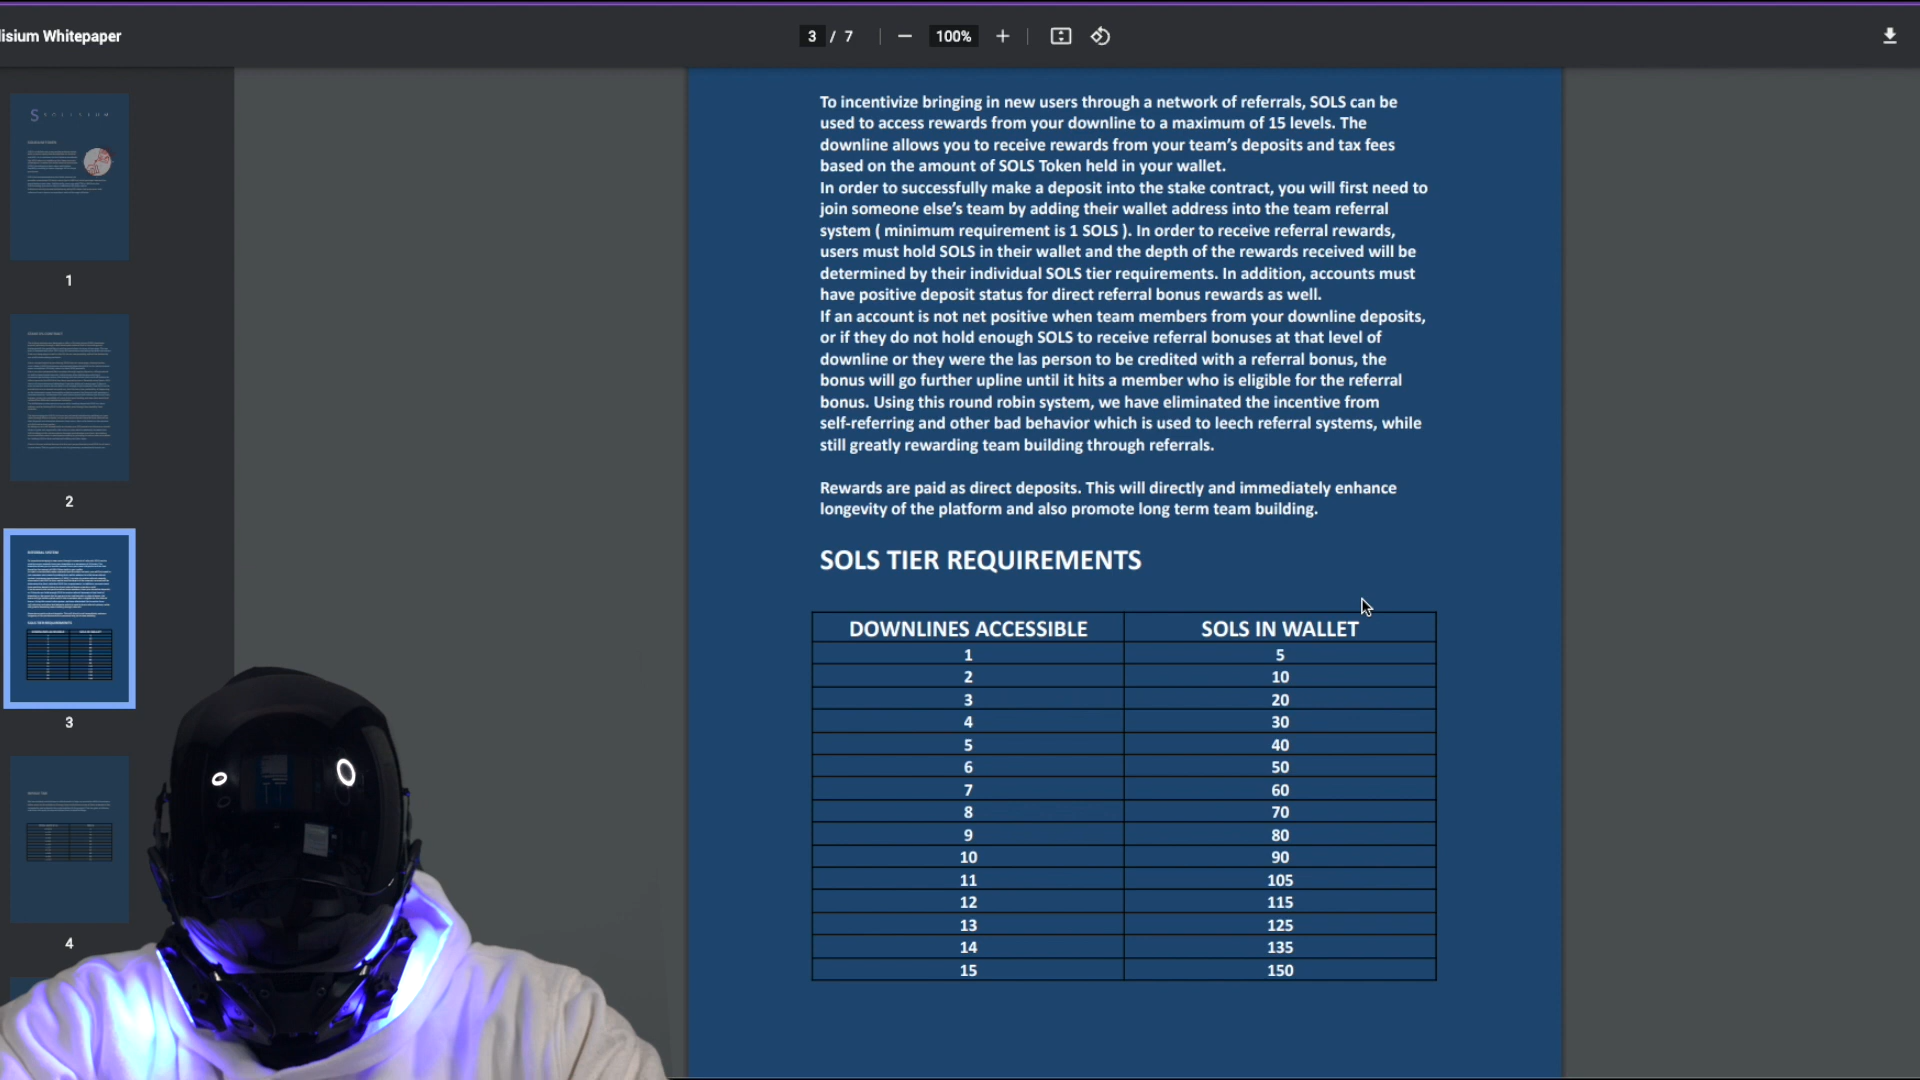 lisium Whitepaper
3 / 7
100%
1
2
3
4
To incentivize bringing in new users through a network of referrals, SOLS can be
used to access rewards from your downline to a maximum of 15 levels. The
downline allows you to receive rewards from your team’s deposits and tax fees
based on the amount of SOLS Token held in your wallet.
In order to successfully make a deposit into the stake contract, you will first need to
join someone else’s team by adding their wallet address into the team referral
system ( minimum requirement is 1 SOLS ). In order to receive referral rewards,
users must hold SOLS in their wallet and the depth of the rewards received will be
determined by their individual SOLS tier requirements. In addition, accounts must
have positive deposit status for direct referral bonus rewards as well.
If an account is not net positive when team members from your downline deposits,
or if they do not hold enough SOLS to receive referral bonuses at that level of
downline or they were the las person to be credited with a referral bonus, the
bonus will go further upline until it hits a member who is eligible for the referral
bonus. Using this round robin system, we have eliminated the incentive from
self-referring and other bad behavior which is used to leech referral systems, while
still greatly rewarding team building through referrals.
Rewards are paid as direct deposits. This will directly and immediately enhance
longevity of the platform and also promote long term team building.
SOLS TIER REQUIREMENTS
DOWNLINES ACCESSIBLE SOLS IN WALLET
1 5
2 10
3 20
4 30
5 40
6 50
7 60
8 70
9 80
10 90
11 105
12 115
13 125
14 135
15 150